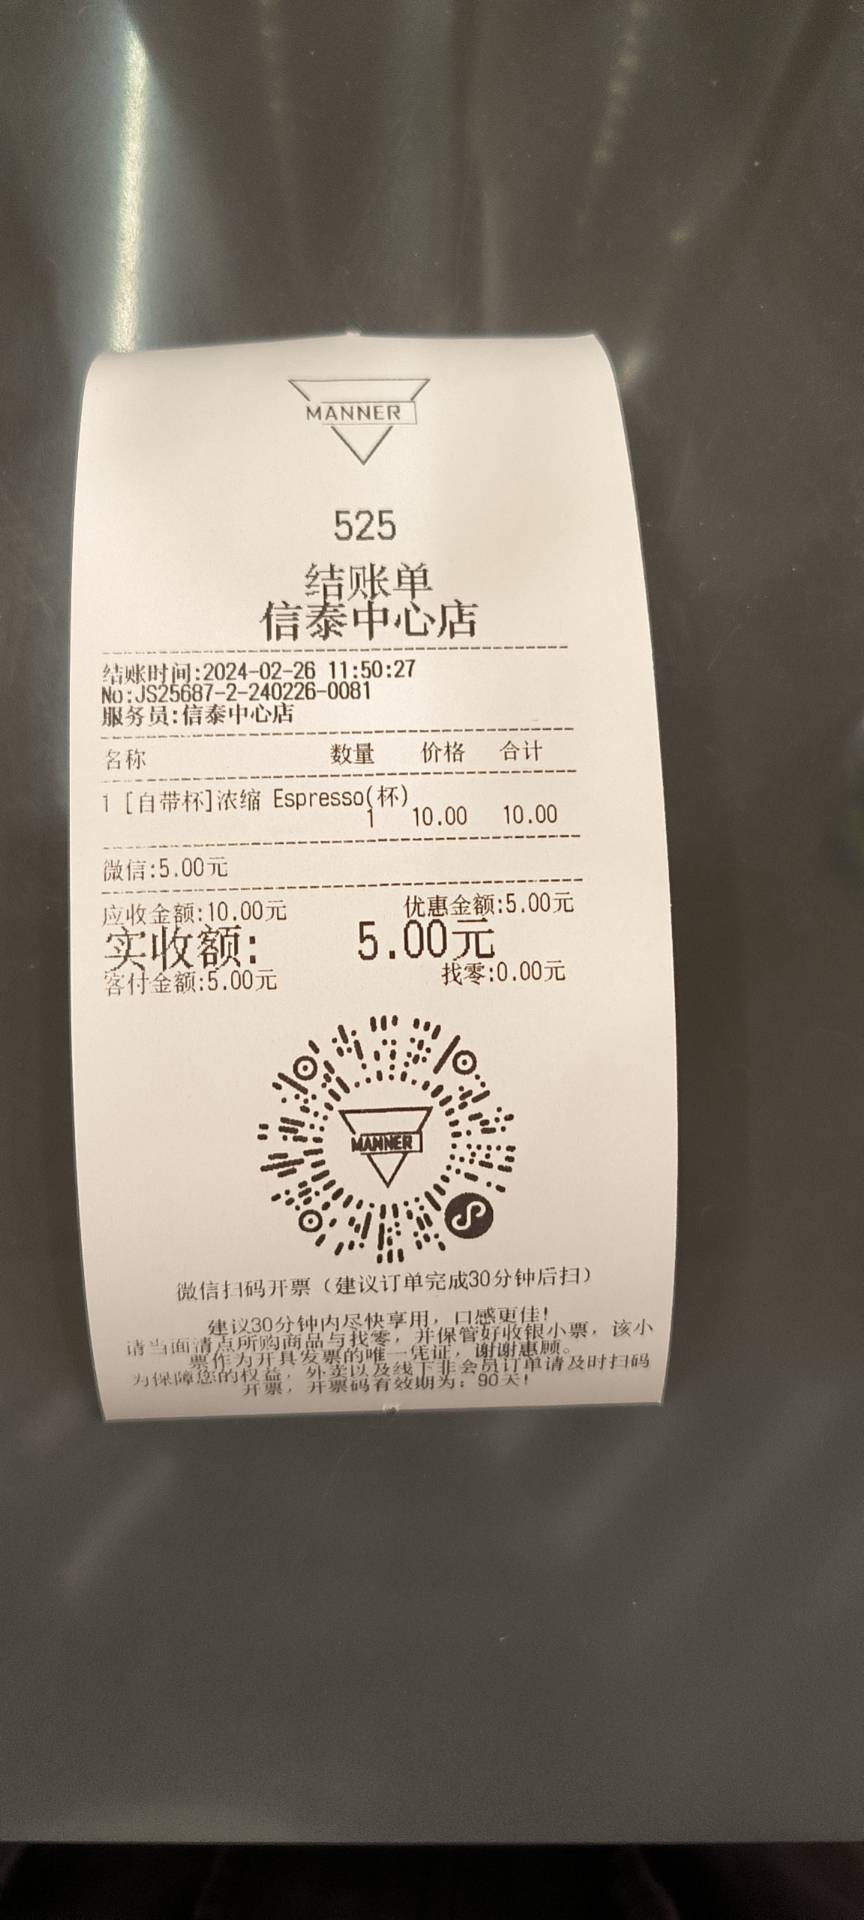 MANNER
525
结账单
信泰中心店
结账时间:2024-02-26 11:50:27
No:JS25687-2-240226-0081
服务员:信泰中心店
名称 数量 价格 合计
1 [自带杯]浓缩 Espresso(杯)
1 10.00 10.00
微信:5.00元
应收金额:10.00元 优惠金额:5.00元
实收额: 5.00元
客付金额:5.00元 找零:0.00元
MANNER
微信扫码开票（建议订单完成30分钟后扫）
建议30分钟内尽快享用，口感更佳!
请当面清点所购商品与找零，并保管好收银小票，该小
票作为开具发票的唯一凭证，谢谢惠顾。
为保障您的权益，外卖以及线下非会员订单请及时扫码
开票，开票码有效期为：90天!